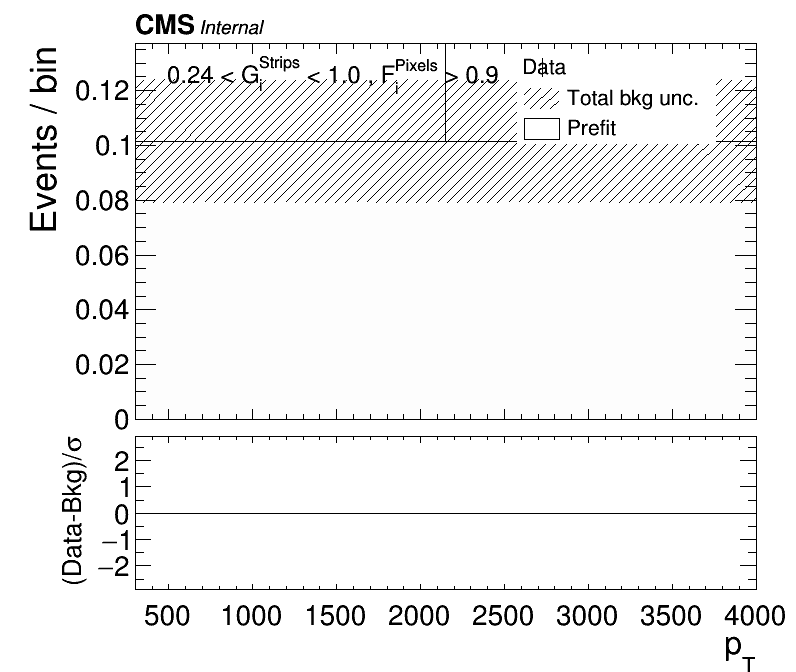 CMS Internal
Events / bin
0.24 < G_i^Strips < 1.0 , F_i^Pixels > 0.9
Data
Total bkg unc.
Prefit
0.12
0.1
0.08
0.06
0.04
0.02
0
(Data-Bkg)/σ
2
1
0
−1
−2
500 1000 1500 2000 2500 3000 3500 4000
p_T